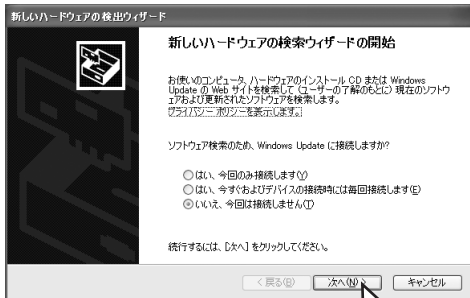 新しいハードウェアの検出ウィザード
新しいハードウェアの検索ウィザードの開始
お使いのコンピュータ、ハードウェアのインストール CD または Windows
Update の Web サイトを検索して (ユーザーの了解のもとに) 現在のソフトウ
ェアおよび更新されたソフトウェアを検索します。
プライバシー ポリシーを表示します。
ソフトウェア検索のため、Windows Update に接続しますか?
はい、今回のみ接続します(Y)
はい、今すぐおよびデバイスの接続時には毎回接続します(E)
いいえ、今回は接続しません(T)
続行するには、[次へ] をクリックしてください。
< 戻る(B) 次へ(N) > キャンセル